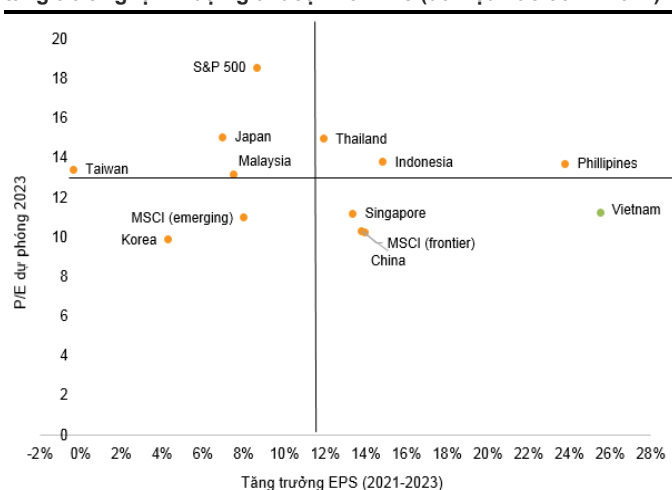 20
S&P 500
18
16
Japan
Thailand
Malaysia
14
Taiwan
Indonesia
Phillipines
12
MSCI (emerging)
Singapore
Vietnam
10
Korea
MSCI (frontier)
China
8
6
4
2
0
P/E dự phóng 2023
-2% 0% 2% 4% 6% 8% 10% 12% 14% 16% 18% 20% 22% 24% 26% 28%
Tăng trưởng EPS (2021-2023)